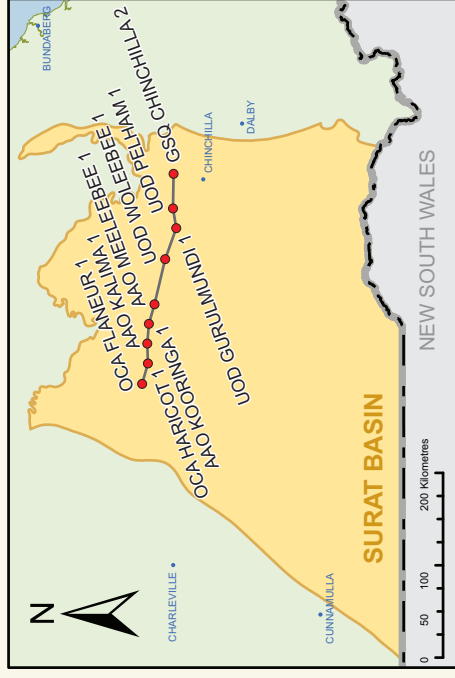 BUNDABERG
OCA FLANEUR 1
AAO KALIMA 1
AAO MELEEBEE 1
UOD WOLEEBEE 1
UOD PELHAM 1
GSQ CHINCHILLA 2
CHINCHILLA
DALBY
OCA HARICOT 1
AAO KOORINGA 1
UOD GURULMUNDI 1
N
CHARLEVILLE
CUNNAMULLA
SURAT BASIN
NEW SOUTH WALES
0 50 100 200 Kilometres